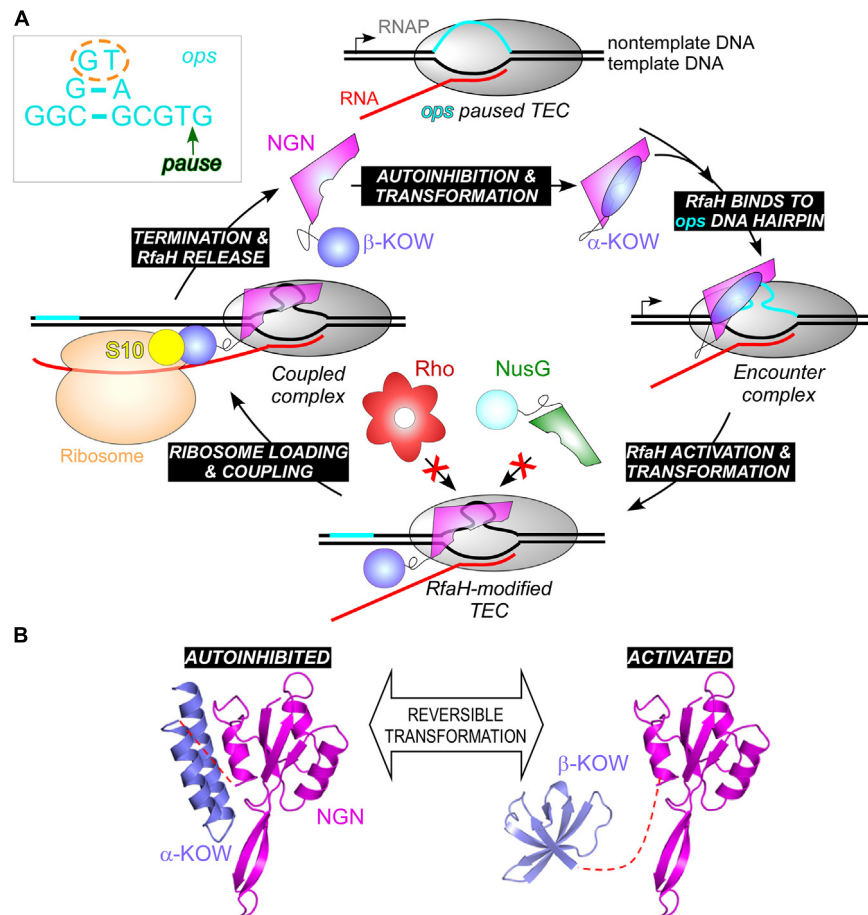 A
ops
GT
G - A
GGC - GCGTG
pause
RNAP
nontemplate DNA
template DNA
RNA
ops paused TEC
NGN
β-KOW
AUTOINHIBITION &
TRANSFORMATION
α-KOW
RfaH BINDS TO
ops DNA HAIRPIN
TERMINATION &
RfaH RELEASE
S10
Ribosome
Coupled
complex
Rho
NusG
Encounter
complex
RIBOSOME LOADING
& COUPLING
RfaH ACTIVATION &
TRANSFORMATION
RfaH-modified
TEC
B
AUTOINHIBITED
ACTIVATED
REVERSIBLE
TRANSFORMATION
β-KOW
NGN
α-KOW